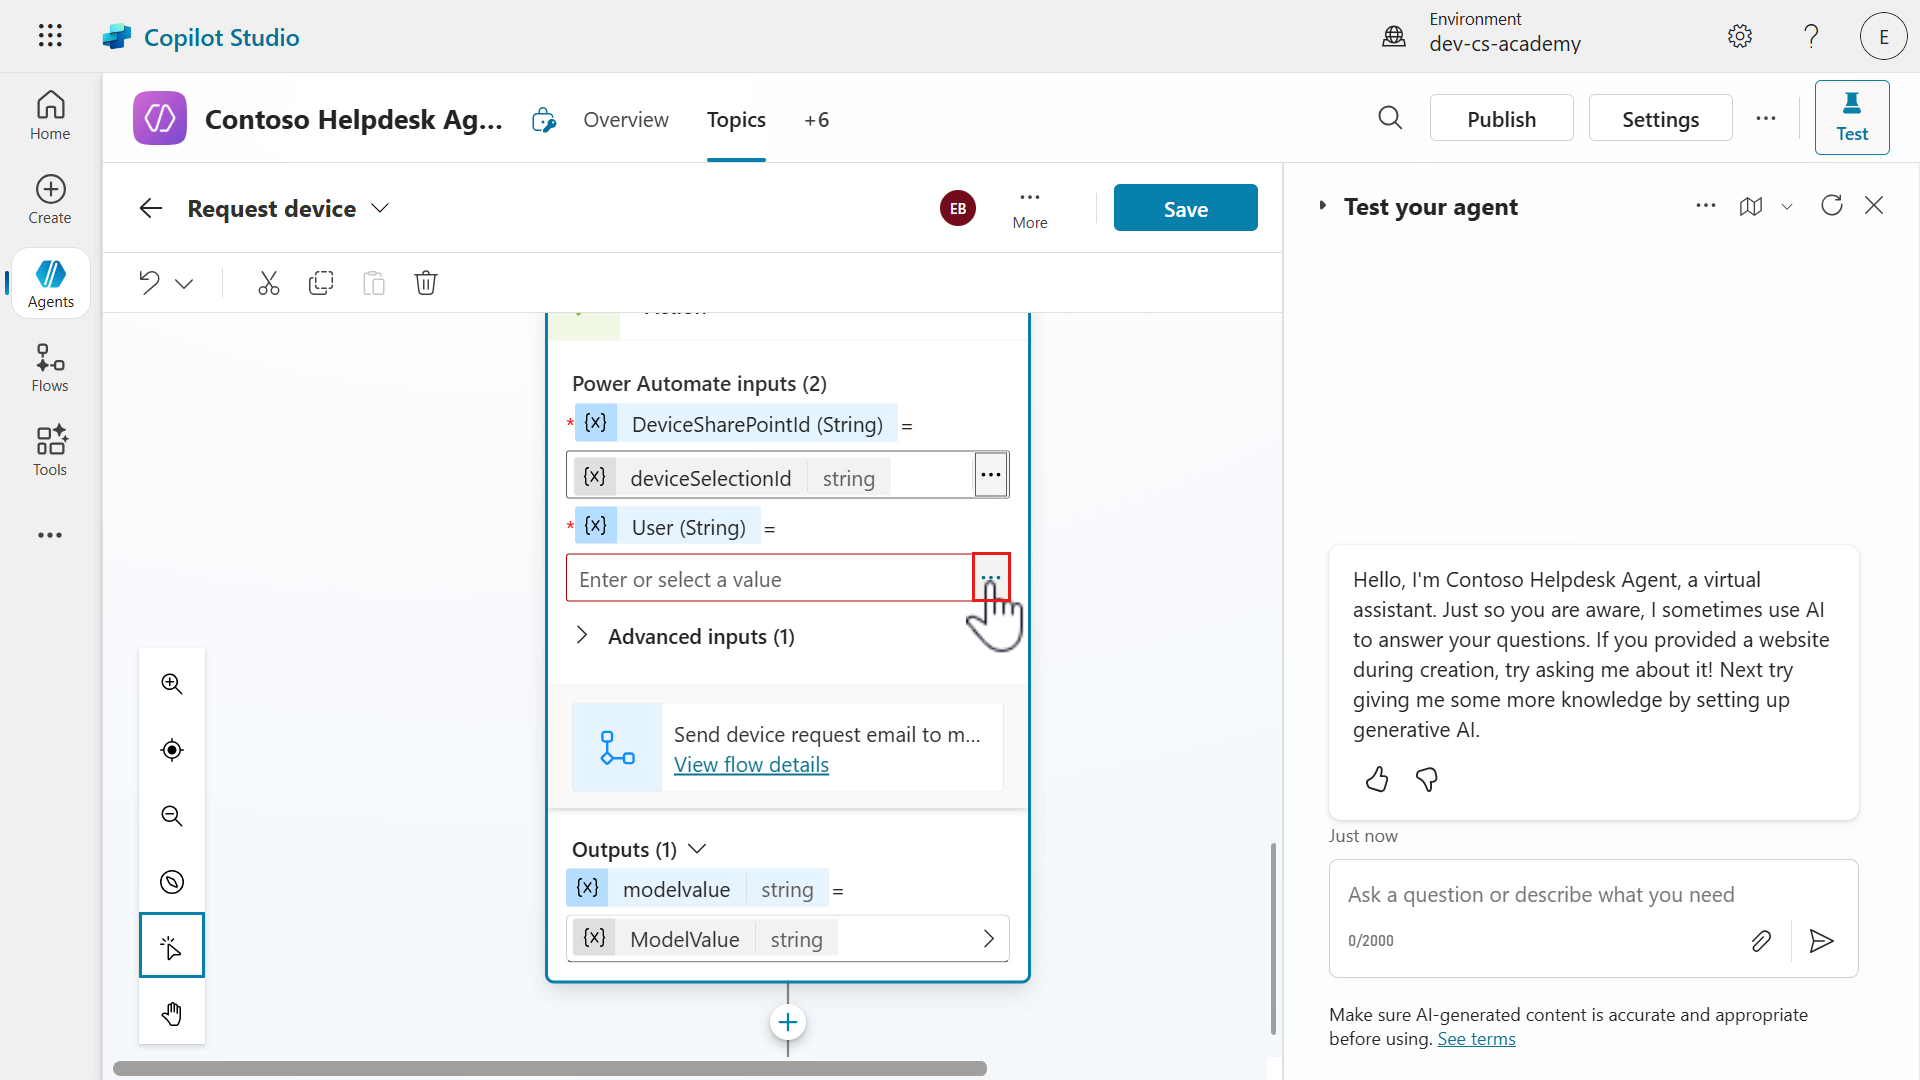 Copilot Studio
Environment
dev-cs-academy
E
Contoso Helpdesk Ag...
Overview
Topics
+6
Publish
Settings
Test
Home
Create
Agents
Flows
Tools
Request device
EB
More
Save
Power Automate inputs (2)
* {x} DeviceSharePointId (String) =
{x} deviceSelectionId string
* {x} User (String) =
Enter or select a value
Advanced inputs (1)
Send device request email to m...
View flow details
Outputs (1)
{x} modelvalue string =
{x} ModelValue string
Test your agent
Hello, I'm Contoso Helpdesk Agent, a virtual
assistant. Just so you are aware, I sometimes use AI
to answer your questions. If you provided a website
during creation, try asking me about it! Next try
giving me some more knowledge by setting up
generative AI.
Just now
Ask a question or describe what you need
0/2000
Make sure AI-generated content is accurate and appropriate
before using. See terms